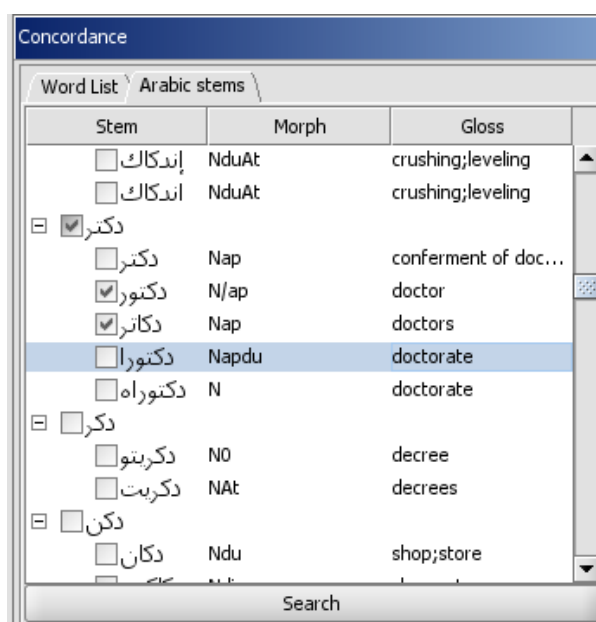 Concordance
Word List Arabic stems
Stem Morph Gloss
إندكاك NduAt crushing;leveling
اندكاك NduAt crushing;leveling
دكتر
دكتر Nap conferment of doc...
دكتور N/ap doctor
دكاتر Nap doctors
دكتورا Napdu doctorate
دكتوراه N doctorate
دكر
دكريتو N0 decree
دكريت NAt decrees
دكن
دكان Ndu shop;store
Search